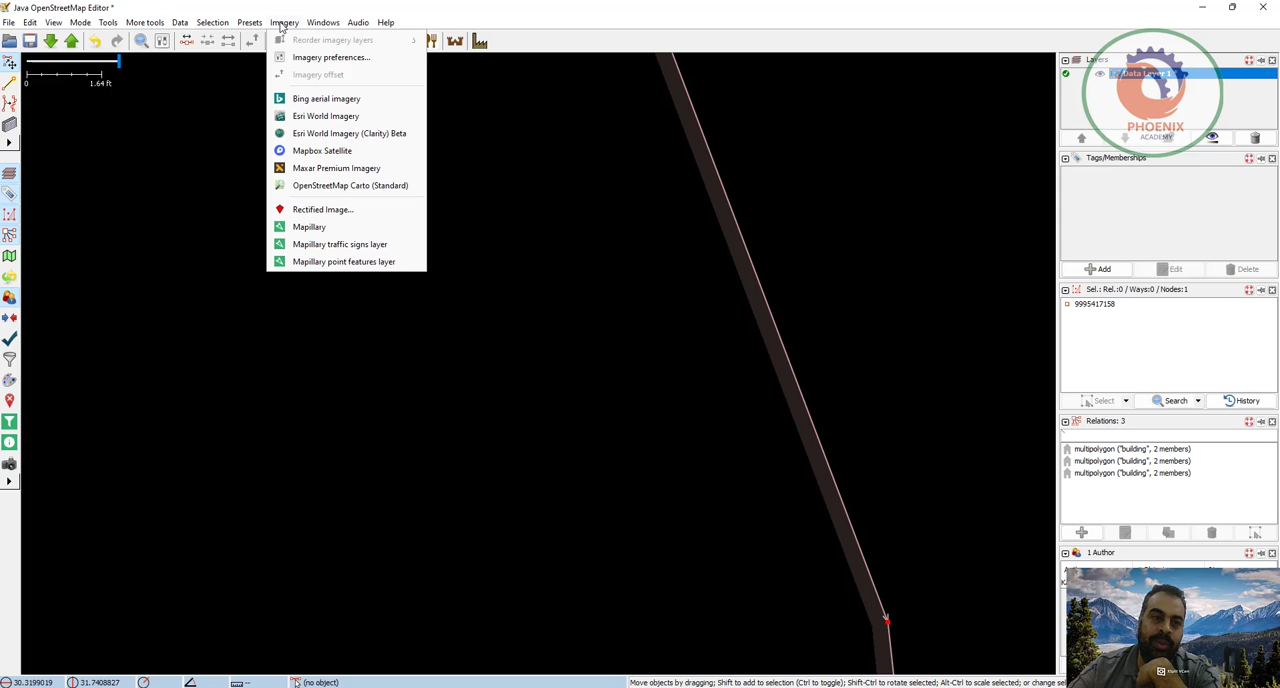 Java OpenStreetMap Editor *
File Edit View Mode Tools More tools Data Selection Presets Imagery Windows Audio Help
Reorder imagery layers
Imagery preferences...
Imagery offset
0 1.64 ft
Bing aerial imagery
Esri World Imagery
Esri World Imagery (Clarity) Beta
Mapbox Satellite
Maxar Premium Imagery
OpenStreetMap Carto (Standard)
Rectified Image...
Mapillary
Mapillary traffic signs layer
Mapillary point features layer
Layers
Data Layer 1
PHOENIX
ACADEMY
Tags/Memberships
Add Edit Delete
Sel.: Rel.:0 / Ways:0 / Nodes:1
9995417158
Select Search History
Relations: 3
multipolygon ("building", 2 members)
multipolygon ("building", 2 members)
multipolygon ("building", 2 members)
1 Author
30.3199019 31.7408827 -- (no object) Move objects by dragging; Shift to add to selection (Ctrl to toggle); Shift-Ctrl to rotate selected; Alt-Ctrl to scale selected; or change sel